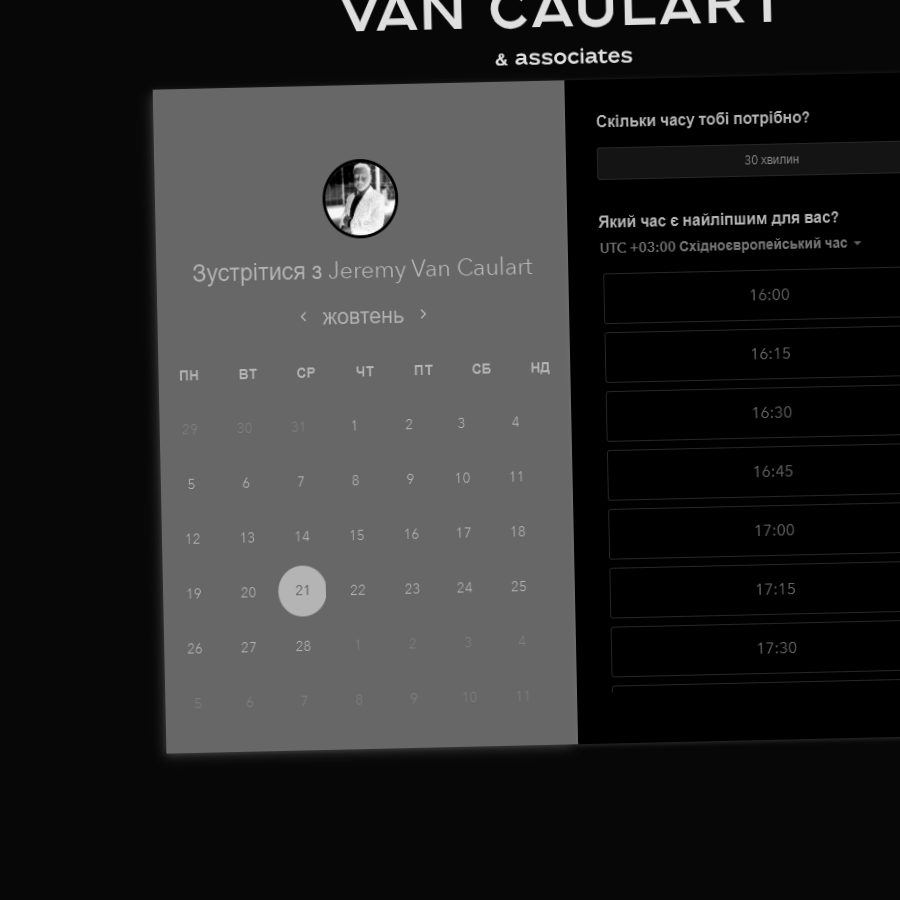 VAN CAULART
& associates
Зустрітися з Jeremy Van Caulart
жовтень
ПН ВТ СР ЧТ ПТ СБ НД
29 30 31 1 2 3 4
5 6 7 8 9 10 11
12 13 14 15 16 17 18
19 20 21 22 23 24 25
26 27 28 1 2 3 4
5 6 7 8 9 10 11
Скільки часу тобі потрібно?
30 хвилин
Який час є найліпшим для вас?
UTC +03:00 Східноєвропейський час
16:00
16:15
16:30
16:45
17:00
17:15
17:30